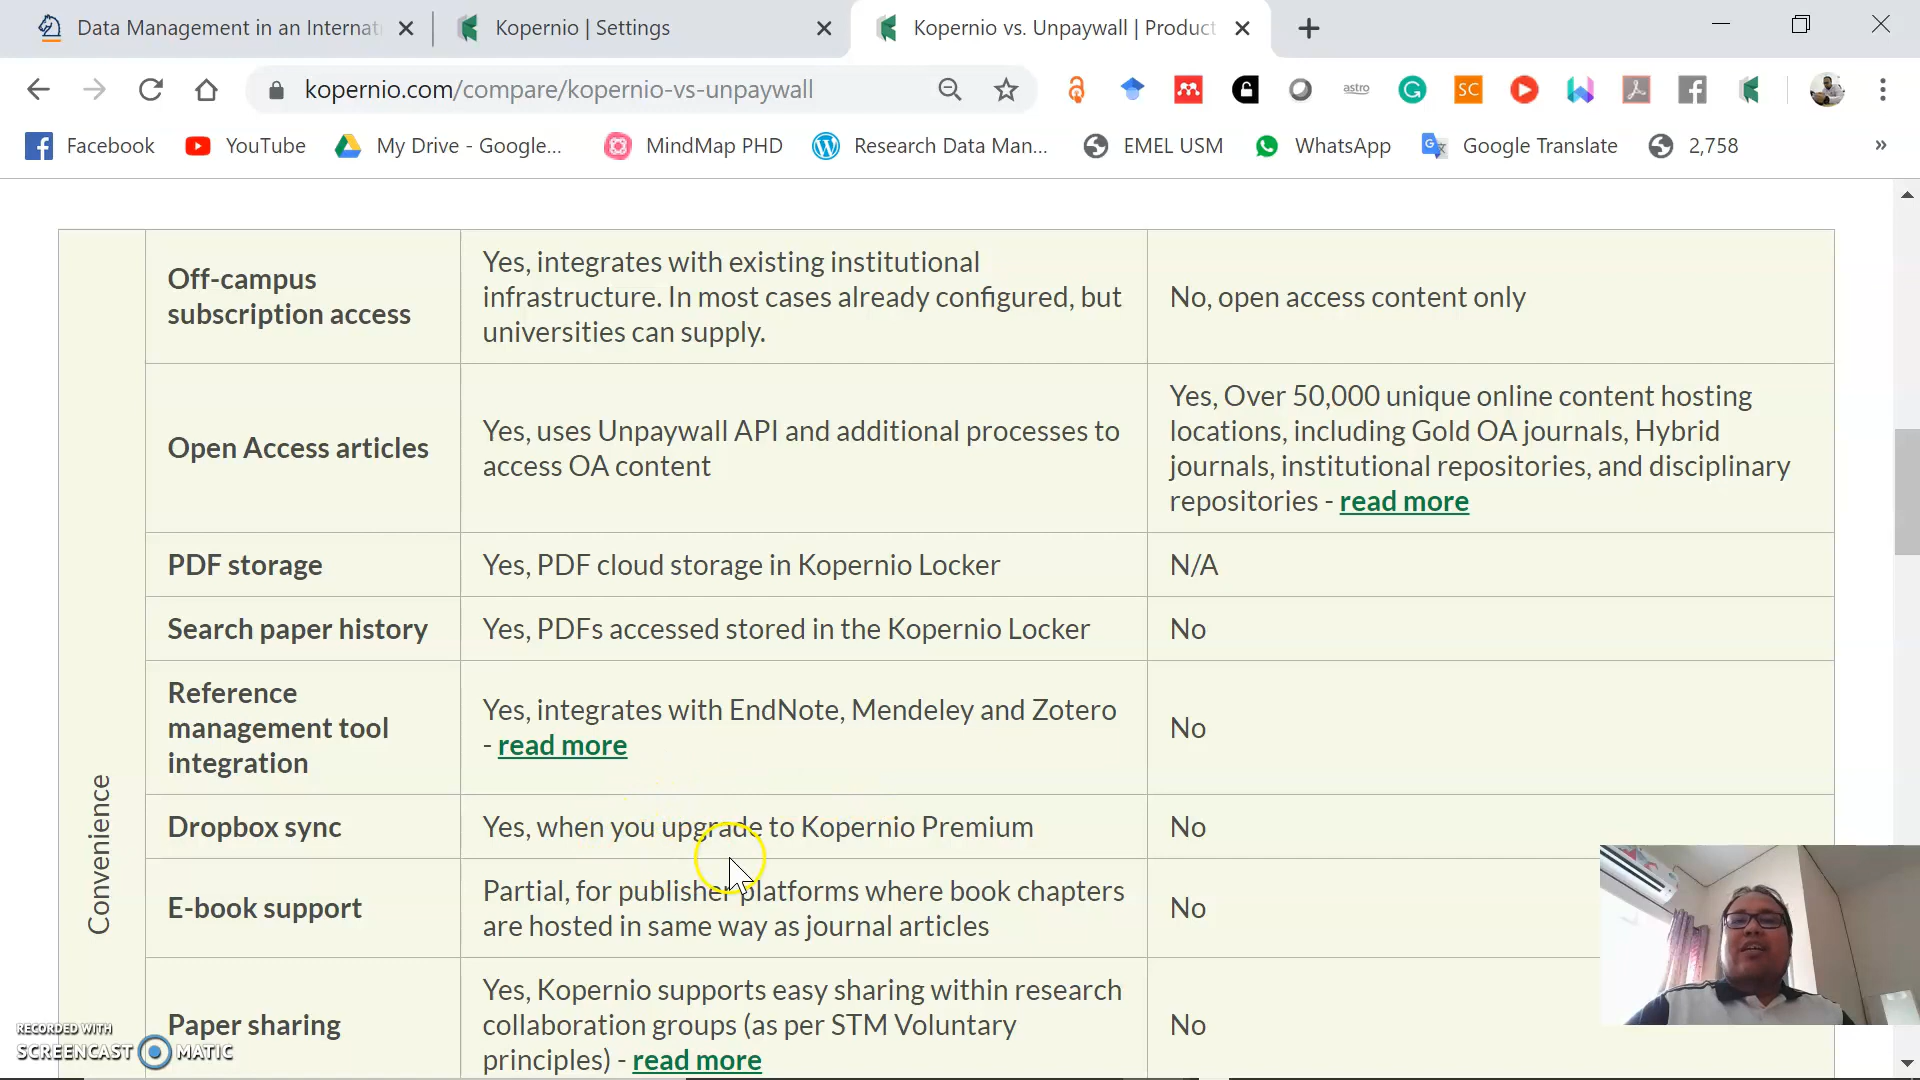 Data Management in an Internat
Kopernio | Settings
Kopernio vs. Unpaywall | Product
kopernio.com/compare/kopernio-vs-unpaywall
astro
SC
Facebook
YouTube
My Drive - Google...
MindMap PHD
Research Data Man...
EMEL USM
WhatsApp
Google Translate
2,758
»
Convenience
Off-campus
subscription access
Yes, integrates with existing institutional
infrastructure. In most cases already configured, but
universities can supply.
No, open access content only
Open Access articles
Yes, uses Unpaywall API and additional processes to
access OA content
Yes, Over 50,000 unique online content hosting
locations, including Gold OA journals, Hybrid
journals, institutional repositories, and disciplinary
repositories - read more
PDF storage
Yes, PDF cloud storage in Kopernio Locker
N/A
Search paper history
Yes, PDFs accessed stored in the Kopernio Locker
No
Reference
management tool
integration
Yes, integrates with EndNote, Mendeley and Zotero
- read more
No
Dropbox sync
Yes, when you upgrade to Kopernio Premium
No
E-book support
Partial, for publisher platforms where book chapters
are hosted in same way as journal articles
No
Paper sharing
Yes, Kopernio supports easy sharing within research
collaboration groups (as per STM Voluntary
principles) - read more
No
RECORDED WITH
SCREENCAST MATIC